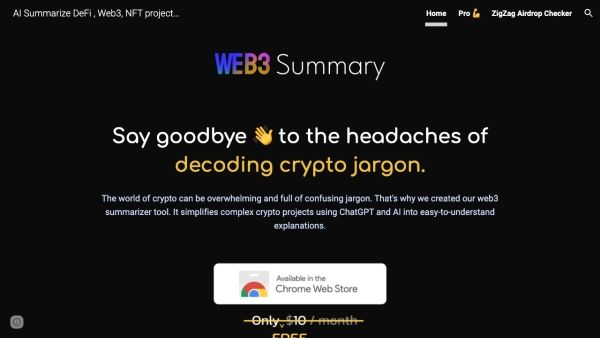 AI Summarize DeFi , Web3, NFT project...
Home
Pro 💪
ZigZag Airdrop Checker
WEB3 Summary
Say goodbye 👋 to the headaches of
decoding crypto jargon.
The world of crypto can be overwhelming and full of confusing jargon. That's why we created our web3
summarizer tool. It simplifies complex crypto projects using ChatGPT and AI into easy-to-understand
explanations.
Available in the
Chrome Web Store
Only $10 / month
FREE